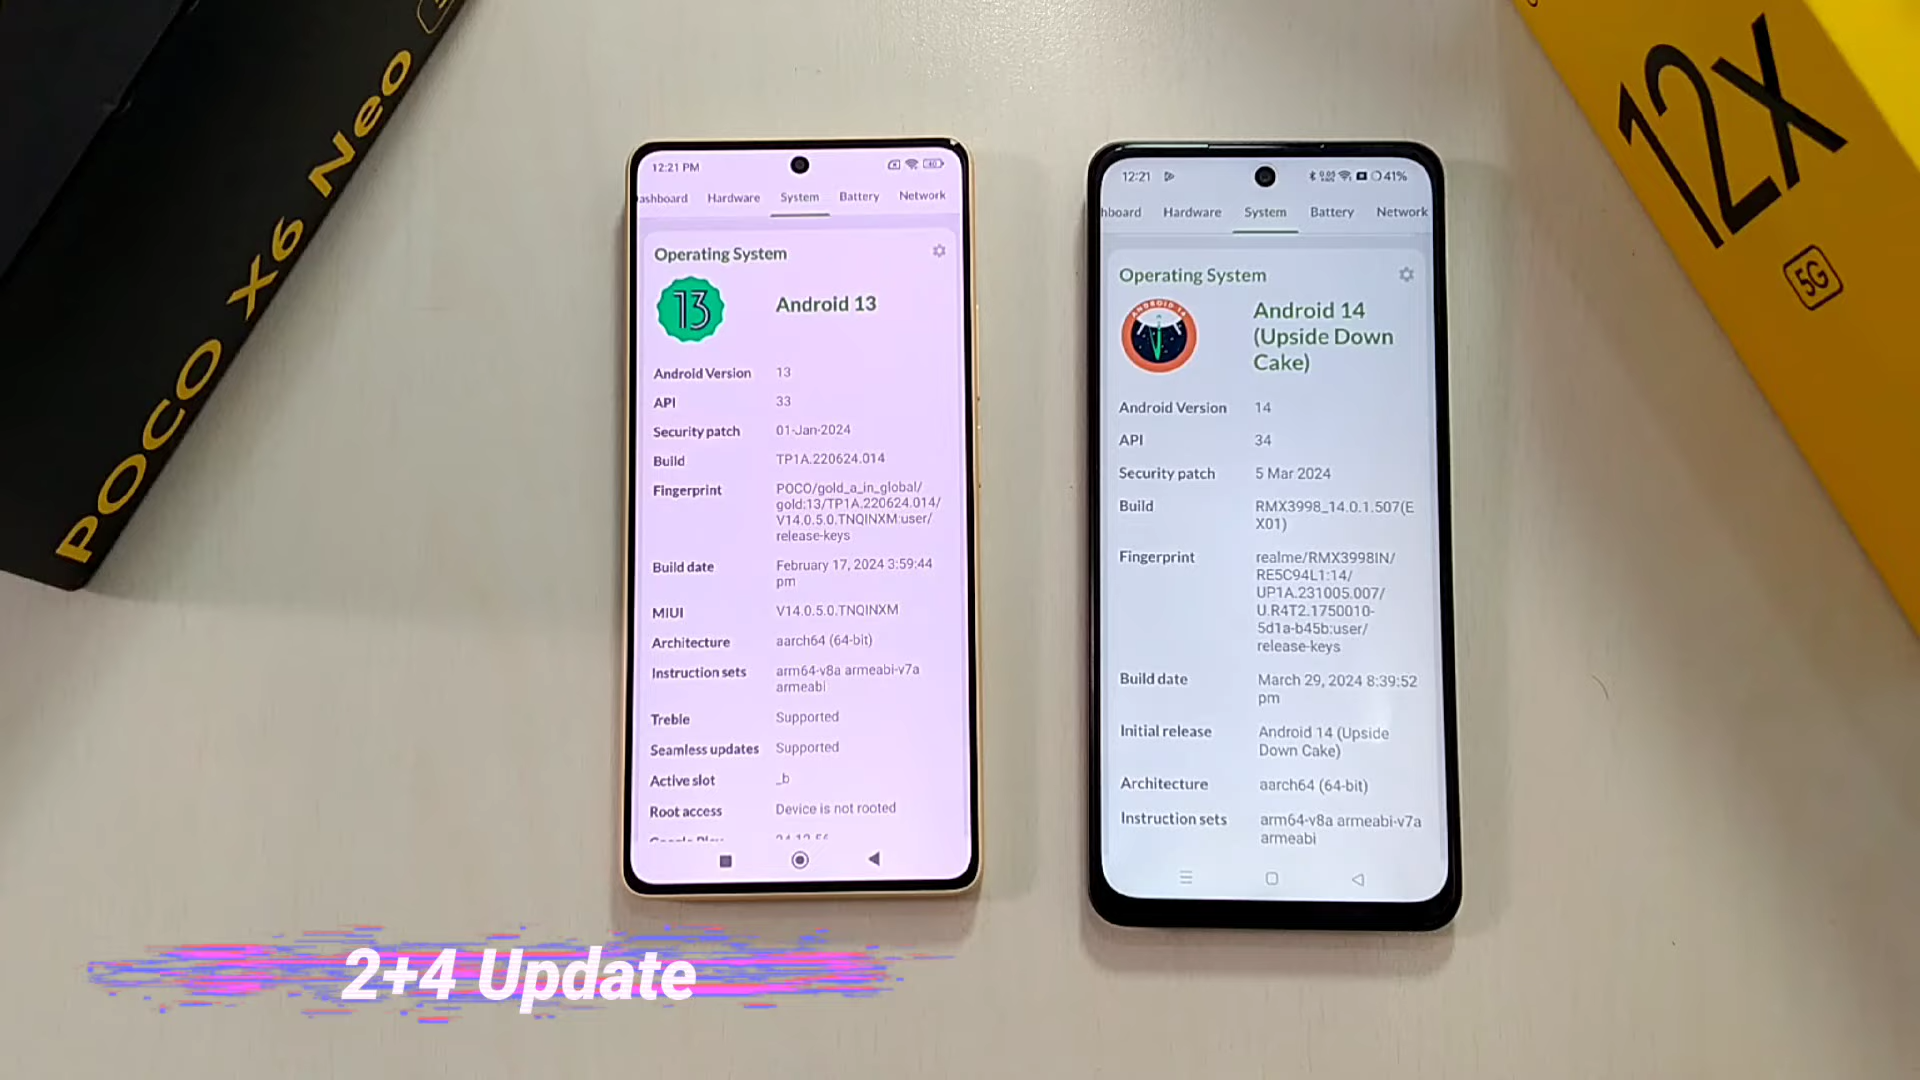 POCO X6 Neo
12X
5G
12:21 PM
40
ashboard Hardware System Battery Network
Operating System
13
Android 13
Android Version 13
API 33
Security patch 01-Jan-2024
Build TP1A.220624.014
Fingerprint POCO/gold_a_in_global/
gold:13/TP1A.220624.014/
V14.0.5.0.TNQINXM:user/
release-keys
Build date February 17, 2024 3:59:44
pm
MIUI V14.0.5.0.TNQINXM
Architecture aarch64 (64-bit)
Instruction sets arm64-v8a armeabi-v7a
armeabi
Treble Supported
Seamless updates Supported
Active slot _b
Root access Device is not rooted
12:21
41%
hboard Hardware System Battery Network
Operating System
ANDROID 14
Android 14
(Upside Down
Cake)
Android Version 14
API 34
Security patch 5 Mar 2024
Build RMX3998_14.0.1.507(E
X01)
Fingerprint realme/RMX3998IN/
RE5C94L1:14/
UP1A.231005.007/
U.R4T2.1750010-
5d1a-b45b:user/
release-keys
Build date March 29, 2024 8:39:52
pm
Initial release Android 14 (Upside
Down Cake)
Architecture aarch64 (64-bit)
Instruction sets arm64-v8a armeabi-v7a
armeabi
2+4 Update